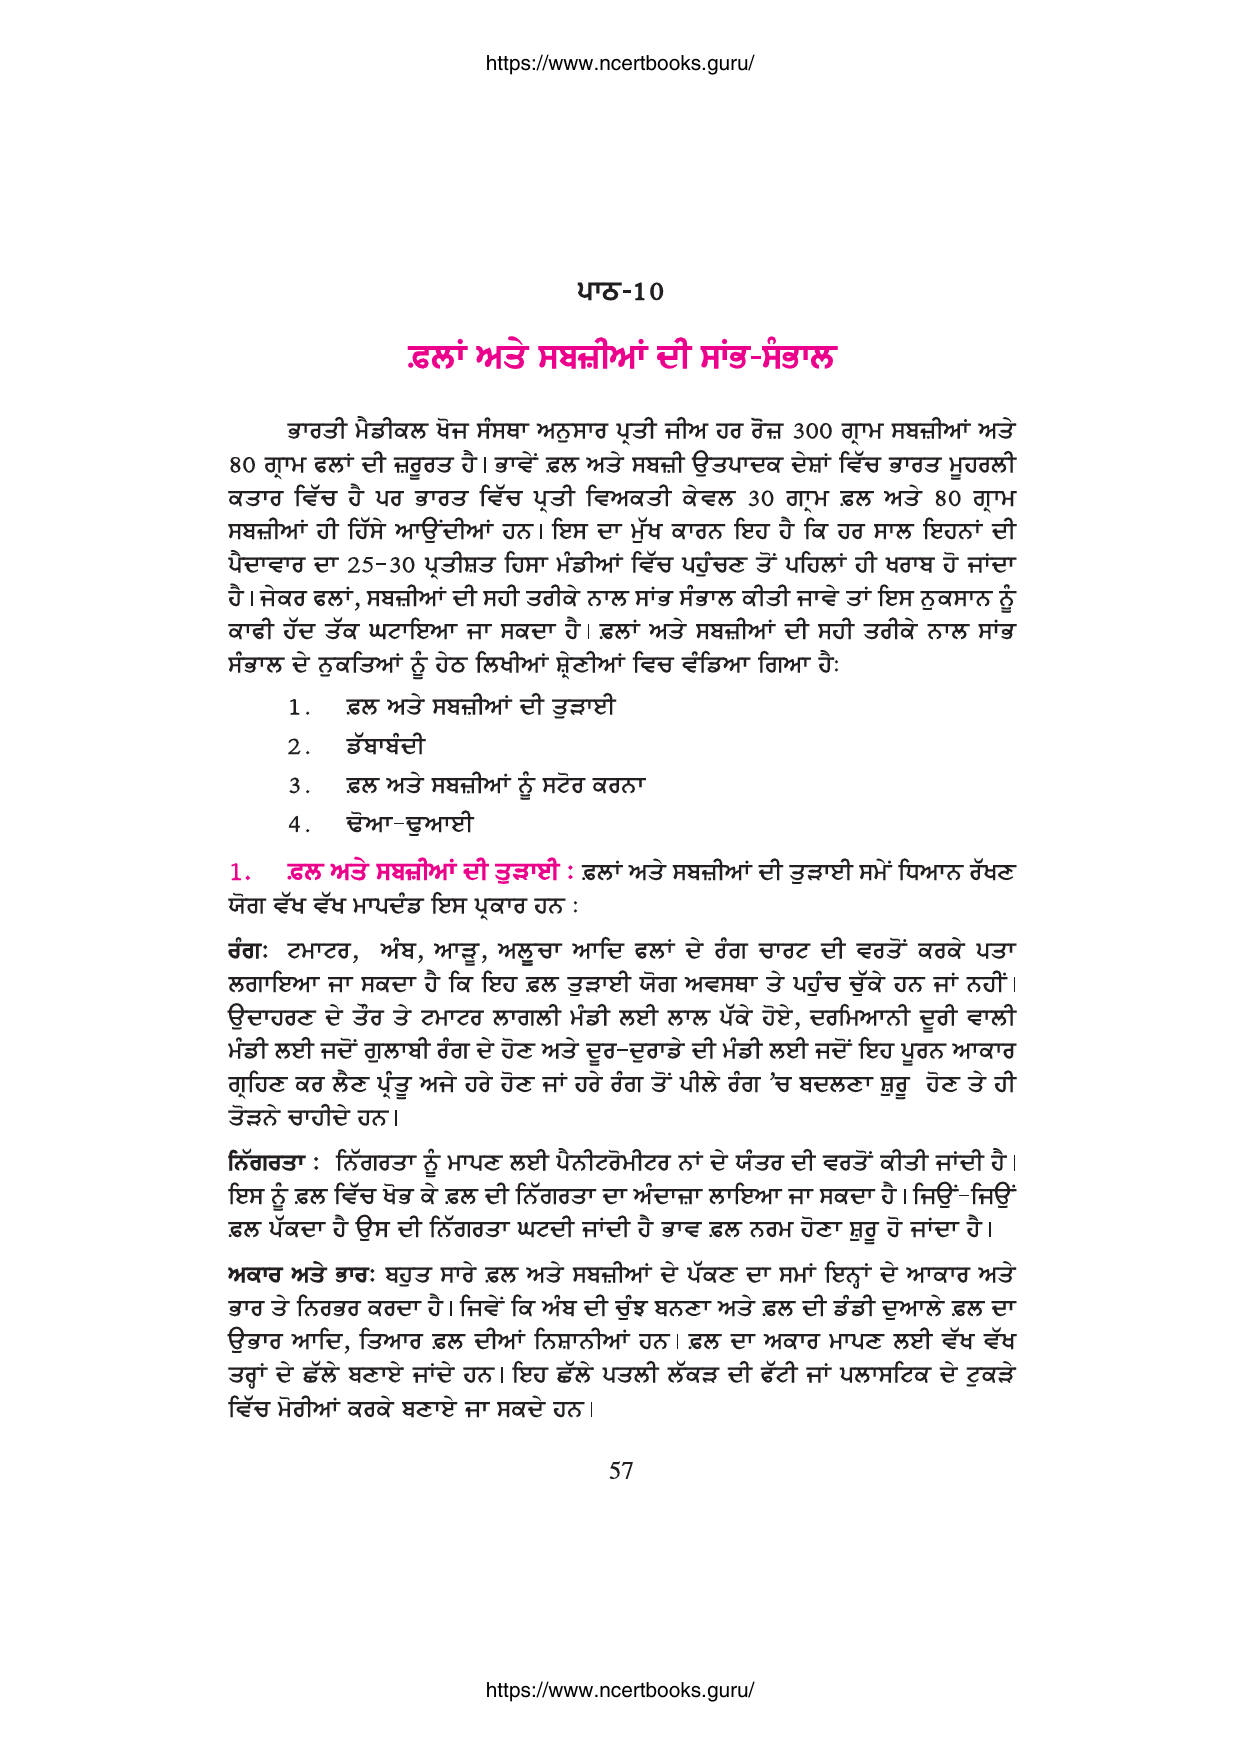 https://www.ncertbooks.guru/
ਪਾਠ-10
ਫ਼ਲਾਂ ਅਤੇ ਸਬਜ਼ੀਆਂ ਦੀ ਸਾਂਭ-ਸੰਭਾਲ
ਭਾਰਤੀ ਮੈਡੀਕਲ ਖੋਜ ਸੰਸਥਾ ਅਨੁਸਾਰ ਪ੍ਰਤੀ ਜੀਅ ਹਰ ਰੋਜ਼ 300 ਗ੍ਰਾਮ ਸਬਜ਼ੀਆਂ ਅਤੇ
80 ਗ੍ਰਾਮ ਫਲਾਂ ਦੀ ਜ਼ਰੂਰਤ ਹੈ। ਭਾਵੇਂ ਫ਼ਲ ਅਤੇ ਸਬਜ਼ੀ ਉਤਪਾਦਕ ਦੇਸ਼ਾਂ ਵਿੱਚ ਭਾਰਤ ਮੂਹਰਲੀ
ਕਤਾਰ ਵਿੱਚ ਹੈ ਪਰ ਭਾਰਤ ਵਿੱਚ ਪ੍ਰਤੀ ਵਿਅਕਤੀ ਕੇਵਲ 30 ਗ੍ਰਾਮ ਫ਼ਲ ਅਤੇ 80 ਗ੍ਰਾਮ
ਸਬਜ਼ੀਆਂ ਹੀ ਹਿੱਸੇ ਆਉਂਦੀਆਂ ਹਨ। ਇਸ ਦਾ ਮੁੱਖ ਕਾਰਨ ਇਹ ਹੈ ਕਿ ਹਰ ਸਾਲ ਇਹਨਾਂ ਦੀ
ਪੈਦਾਵਾਰ ਦਾ 25-30 ਪ੍ਰਤੀਸ਼ਤ ਹਿਸਾ ਮੰਡੀਆਂ ਵਿੱਚ ਪਹੁੰਚਣ ਤੋਂ ਪਹਿਲਾਂ ਹੀ ਖਰਾਬ ਹੋ ਜਾਂਦਾ
ਹੈ। ਜੇਕਰ ਫਲਾਂ, ਸਬਜ਼ੀਆਂ ਦੀ ਸਹੀ ਤਰੀਕੇ ਨਾਲ ਸਾਂਭ ਸੰਭਾਲ ਕੀਤੀ ਜਾਵੇ ਤਾਂ ਇਸ ਨੁਕਸਾਨ ਨੂੰ
ਕਾਫੀ ਹੱਦ ਤੱਕ ਘਟਾਇਆ ਜਾ ਸਕਦਾ ਹੈ। ਫ਼ਲਾਂ ਅਤੇ ਸਬਜ਼ੀਆਂ ਦੀ ਸਹੀ ਤਰੀਕੇ ਨਾਲ ਸਾਂਭ
ਸੰਭਾਲ ਦੇ ਨੁਕਤਿਆਂ ਨੂੰ ਹੇਠ ਲਿਖੀਆਂ ਸ਼੍ਰੇਣੀਆਂ ਵਿਚ ਵੰਡਿਆ ਗਿਆ ਹੈ:
1. ਫ਼ਲ ਅਤੇ ਸਬਜ਼ੀਆਂ ਦੀ ਤੁੜਾਈ
2. ਡੱਬਾਬੰਦੀ
3. ਫ਼ਲ ਅਤੇ ਸਬਜ਼ੀਆਂ ਨੂੰ ਸਟੋਰ ਕਰਨਾ
4. ਢੋਆ-ਢੁਆਈ
1. ਫ਼ਲ ਅਤੇ ਸਬਜ਼ੀਆਂ ਦੀ ਤੁੜਾਈ : ਫ਼ਲਾਂ ਅਤੇ ਸਬਜ਼ੀਆਂ ਦੀ ਤੁੜਾਈ ਸਮੇਂ ਧਿਆਨ ਰੱਖਣ
ਯੋਗ ਵੱਖ ਵੱਖ ਮਾਪਦੰਡ ਇਸ ਪ੍ਰਕਾਰ ਹਨ :
ਰੰਗ: ਟਮਾਟਰ, ਅੰਬ, ਆੜੂ, ਅਲੂਚਾ ਆਦਿ ਫਲਾਂ ਦੇ ਰੰਗ ਚਾਰਟ ਦੀ ਵਰਤੋਂ ਕਰਕੇ ਪਤਾ
ਲਗਾਇਆ ਜਾ ਸਕਦਾ ਹੈ ਕਿ ਇਹ ਫ਼ਲ ਤੁੜਾਈ ਯੋਗ ਅਵਸਥਾ ਤੇ ਪਹੁੰਚ ਚੁੱਕੇ ਹਨ ਜਾਂ ਨਹੀਂ।
ਉਦਾਹਰਣ ਦੇ ਤੌਰ ਤੇ ਟਮਾਟਰ ਲਾਗਲੀ ਮੰਡੀ ਲਈ ਲਾਲ ਪੱਕੇ ਹੋਏ, ਦਰਮਿਆਨੀ ਦੂਰੀ ਵਾਲੀ
ਮੰਡੀ ਲਈ ਜਦੋਂ ਗੁਲਾਬੀ ਰੰਗ ਦੇ ਹੋਣ ਅਤੇ ਦੂਰ-ਦੁਰਾਡੇ ਦੀ ਮੰਡੀ ਲਈ ਜਦੋਂ ਇਹ ਪੂਰਨ ਆਕਾਰ
ਗ੍ਰਹਿਣ ਕਰ ਲੈਣ ਪ੍ਰੰਤੂ ਅਜੇ ਹਰੇ ਹੋਣ ਜਾਂ ਹਰੇ ਰੰਗ ਤੋਂ ਪੀਲੇ ਰੰਗ 'ਚ ਬਦਲਣਾ ਸ਼ੁਰੂ ਹੋਣ ਤੇ ਹੀ
ਤੋੜਨੇ ਚਾਹੀਦੇ ਹਨ।
ਨਿੱਗਰਤਾ : ਨਿੱਗਰਤਾ ਨੂੰ ਮਾਪਣ ਲਈ ਪੈਨੀਟਰੋਮੀਟਰ ਨਾਂ ਦੇ ਯੰਤਰ ਦੀ ਵਰਤੋਂ ਕੀਤੀ ਜਾਂਦੀ ਹੈ।
ਇਸ ਨੂੰ ਫ਼ਲ ਵਿੱਚ ਖੋਭ ਕੇ ਫ਼ਲ ਦੀ ਨਿੱਗਰਤਾ ਦਾ ਅੰਦਾਜ਼ਾ ਲਾਇਆ ਜਾ ਸਕਦਾ ਹੈ। ਜਿਉਂ-ਜਿਉਂ
ਫ਼ਲ ਪੱਕਦਾ ਹੈ ਉਸ ਦੀ ਨਿੱਗਰਤਾ ਘਟਦੀ ਜਾਂਦੀ ਹੈ ਭਾਵ ਫ਼ਲ ਨਰਮ ਹੋਣਾ ਸ਼ੁਰੂ ਹੋ ਜਾਂਦਾ ਹੈ।
ਅਕਾਰ ਅਤੇ ਭਾਰ: ਬਹੁਤ ਸਾਰੇ ਫ਼ਲ ਅਤੇ ਸਬਜ਼ੀਆਂ ਦੇ ਪੱਕਣ ਦਾ ਸਮਾਂ ਇਨ੍ਹਾਂ ਦੇ ਆਕਾਰ ਅਤੇ
ਭਾਰ ਤੇ ਨਿਰਭਰ ਕਰਦਾ ਹੈ। ਜਿਵੇਂ ਕਿ ਅੰਬ ਦੀ ਚੁੰਝ ਬਨਣਾ ਅਤੇ ਫ਼ਲ ਦੀ ਡੰਡੀ ਦੁਆਲੇ ਫ਼ਲ ਦਾ
ਉਭਾਰ ਆਦਿ, ਤਿਆਰ ਫ਼ਲ ਦੀਆਂ ਨਿਸ਼ਾਨੀਆਂ ਹਨ। ਫ਼ਲ ਦਾ ਅਕਾਰ ਮਾਪਣ ਲਈ ਵੱਖ ਵੱਖ
ਤਰ੍ਹਾਂ ਦੇ ਛੱਲੇ ਬਣਾਏ ਜਾਂਦੇ ਹਨ। ਇਹ ਛੱਲੇ ਪਤਲੀ ਲੱਕੜ ਦੀ ਫੱਟੀ ਜਾਂ ਪਲਾਸਟਿਕ ਦੇ ਟੁਕੜੇ
ਵਿੱਚ ਮੋਰੀਆਂ ਕਰਕੇ ਬਣਾਏ ਜਾ ਸਕਦੇ ਹਨ।
57
https://www.ncertbooks.guru/